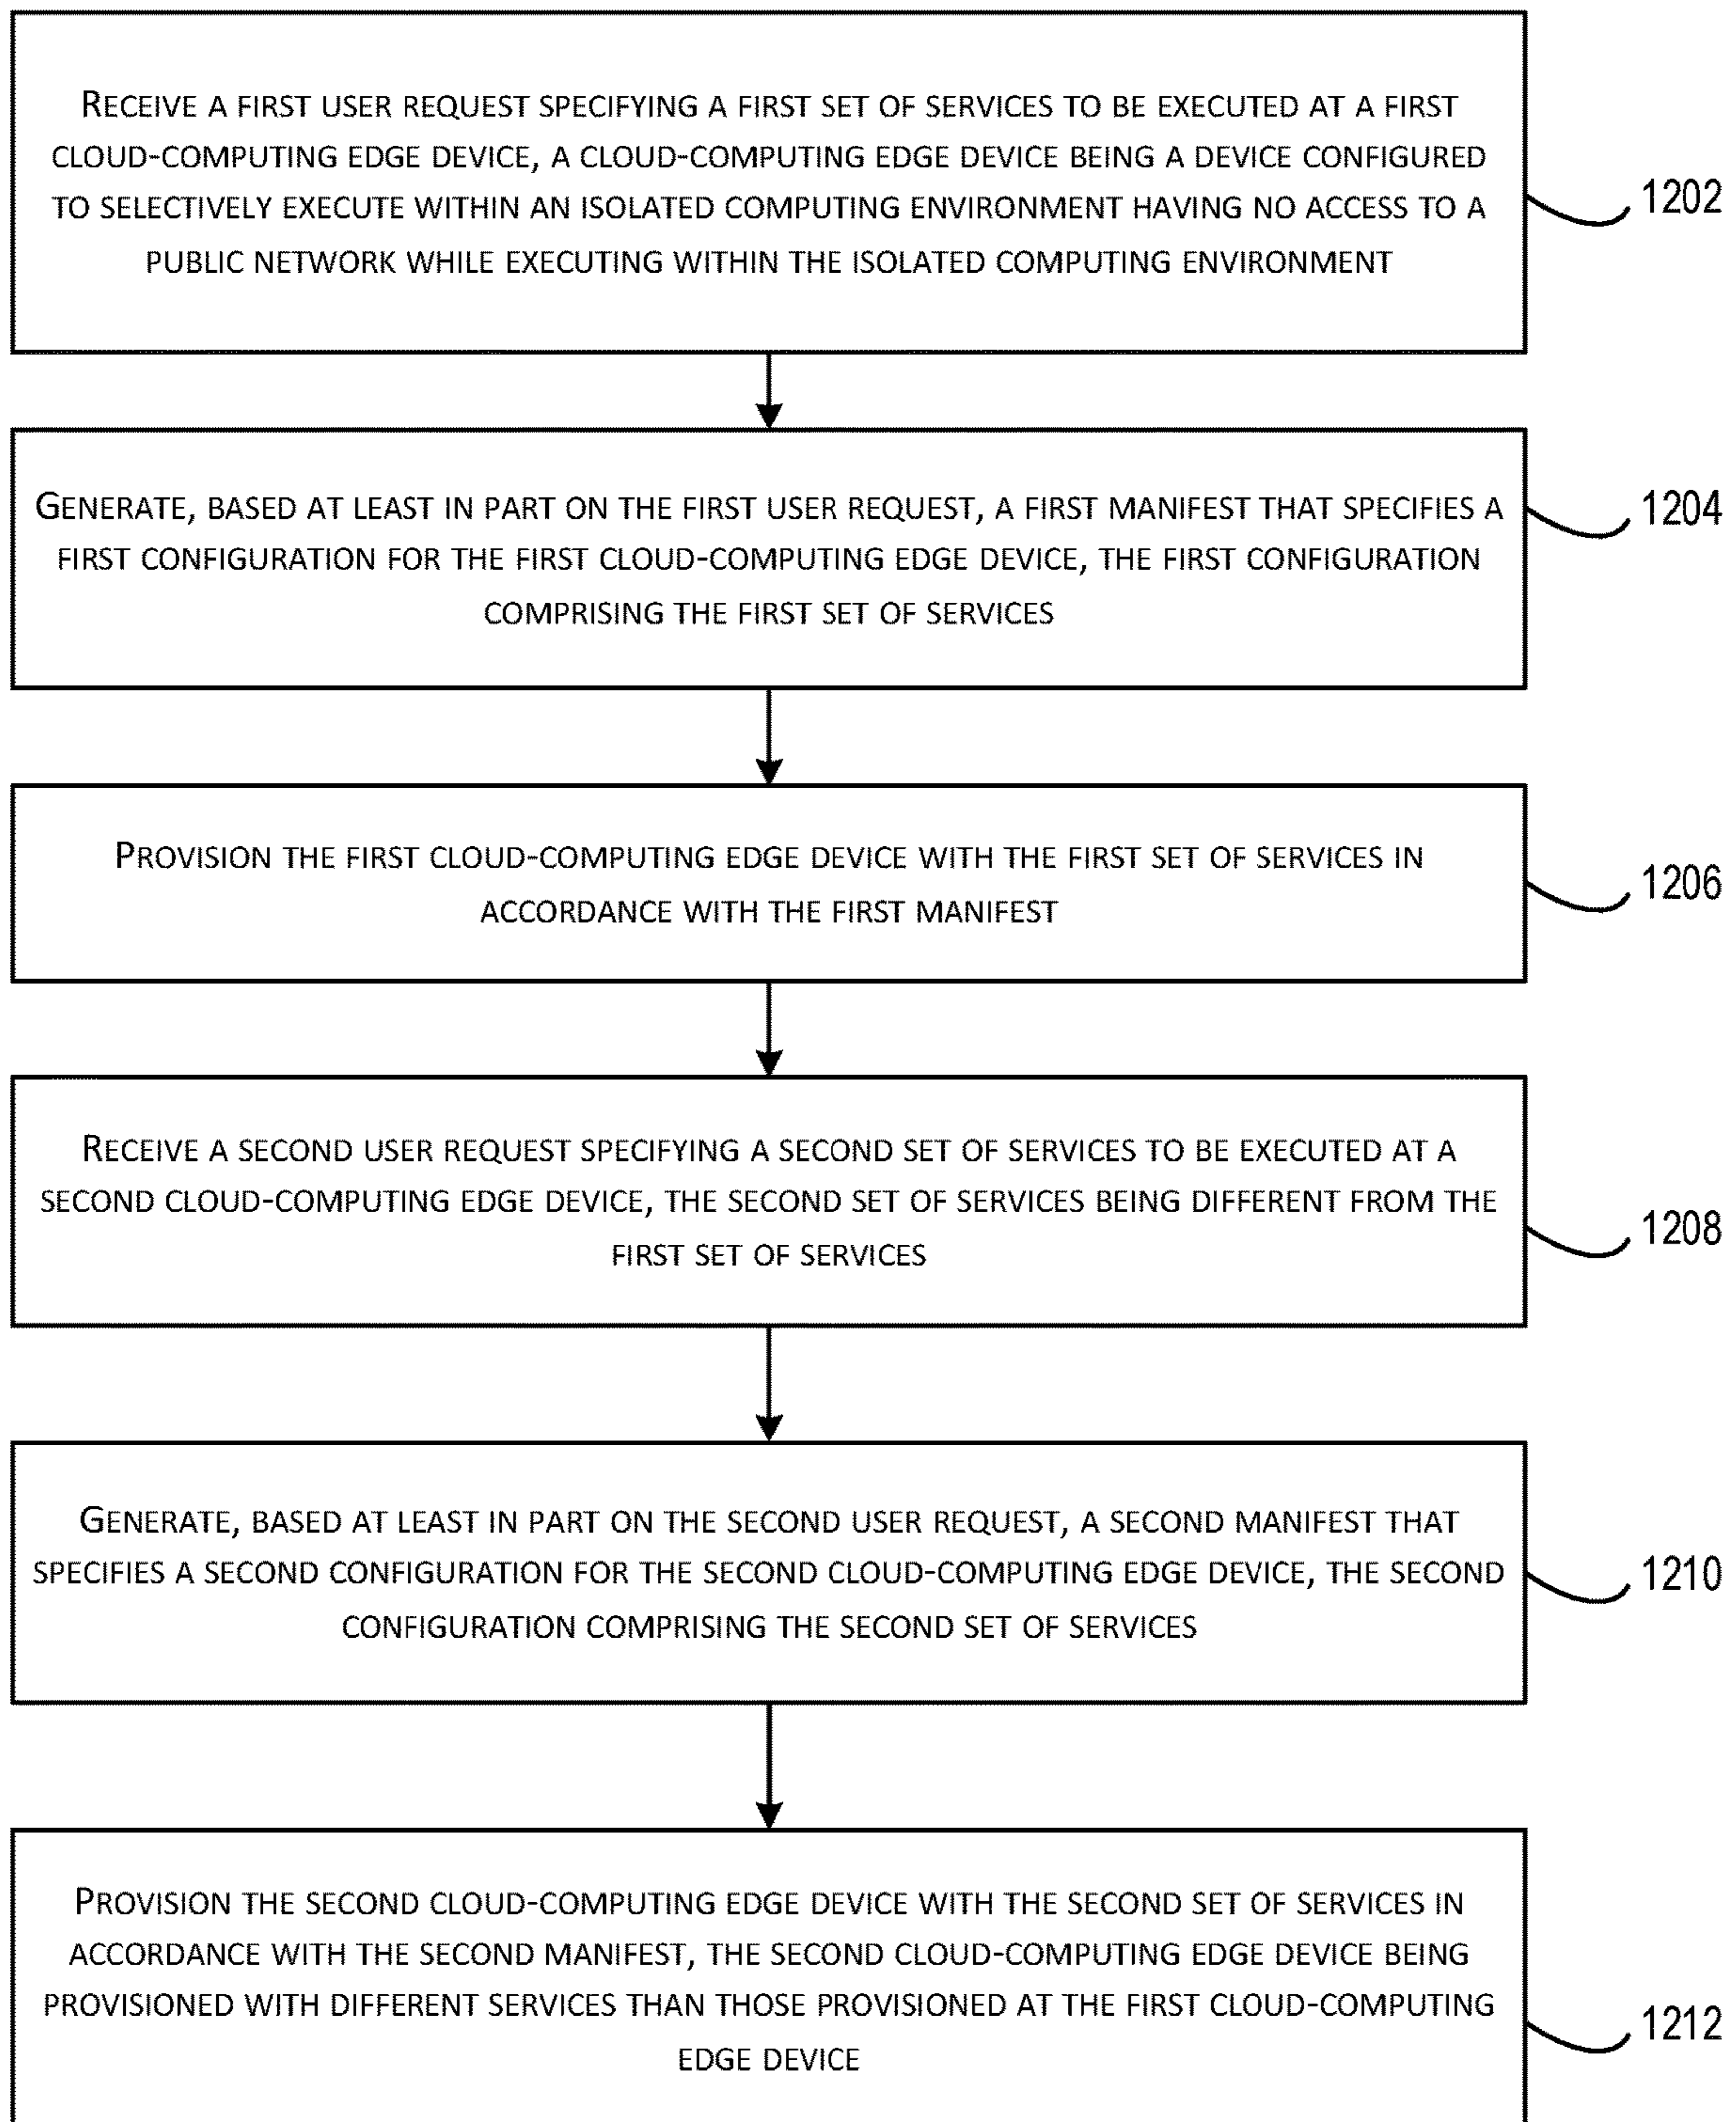 Receive a first user request specifying a first set of services to be executed at a first
cloud-computing edge device, a cloud-computing edge device being a device configured
to selectively execute within an isolated computing environment having no access to a
public network while executing within the isolated computing environment
1202
Generate, based at least in part on the first user request, a first manifest that specifies a
first configuration for the first cloud-computing edge device, the first configuration
comprising the first set of services
1204
Provision the first cloud-computing edge device with the first set of services in
accordance with the first manifest
1206
Receive a second user request specifying a second set of services to be executed at a
second cloud-computing edge device, the second set of services being different from the
first set of services
1208
Generate, based at least in part on the second user request, a second manifest that
specifies a second configuration for the second cloud-computing edge device, the second
configuration comprising the second set of services
1210
Provision the second cloud-computing edge device with the second set of services in
accordance with the second manifest, the second cloud-computing edge device being
provisioned with different services than those provisioned at the first cloud-computing
edge device
1212